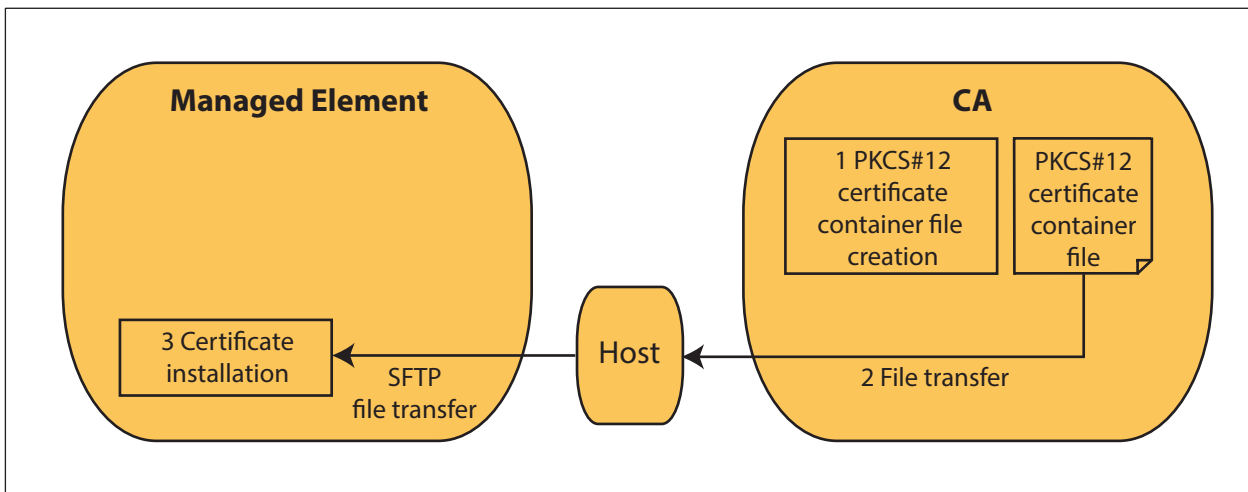 Managed Element
3 Certificate
installation
SFTP
file transfer
Host
CA
1 PKCS#12
certificate
container file
creation
PKCS#12
certificate
container
file
2 File transfer